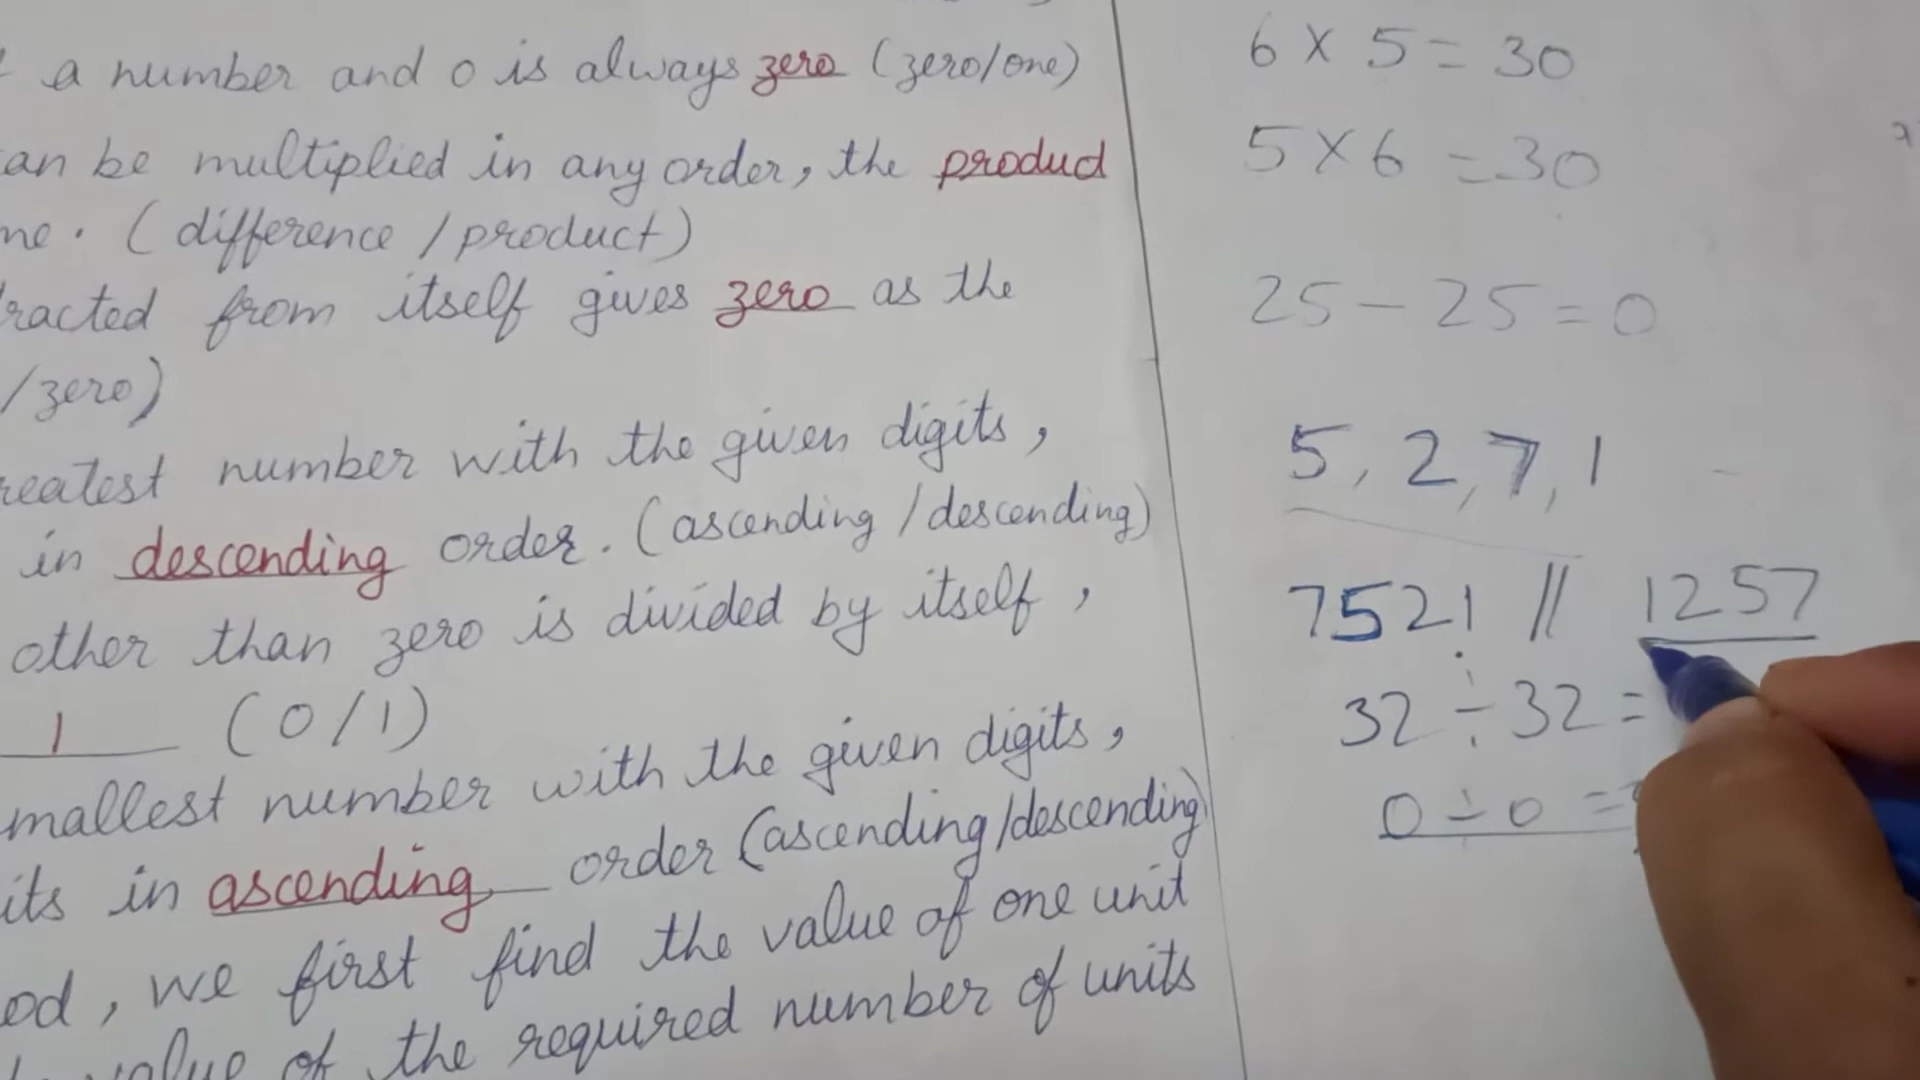 a number and 0 is always zero (zero/one)
an be multiplied in any order, the product
me. (difference/product)
racted from itself gives zero as the
/zero)
reatest number with the given digits,
in descending order. (ascending/descending)
other than zero is divided by itself,
1 (0/1)
mallest number with the given digits,
its in ascending order (ascending/descending)
od, we first find the value of one unit
value of the required number of units
6 × 5 = 30
5 × 6 = 30
25 - 25 = 0
5, 2, 7, 1
7521 // 1257
32 ÷ 32 =
0 ÷ 0 =